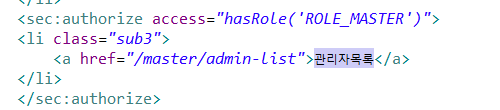 <sec:authorize access="hasRole('ROLE_MASTER')">
<li class="sub3">
<a href="/master/admin-list">관리자목록</a>
</li>
</sec:authorize>